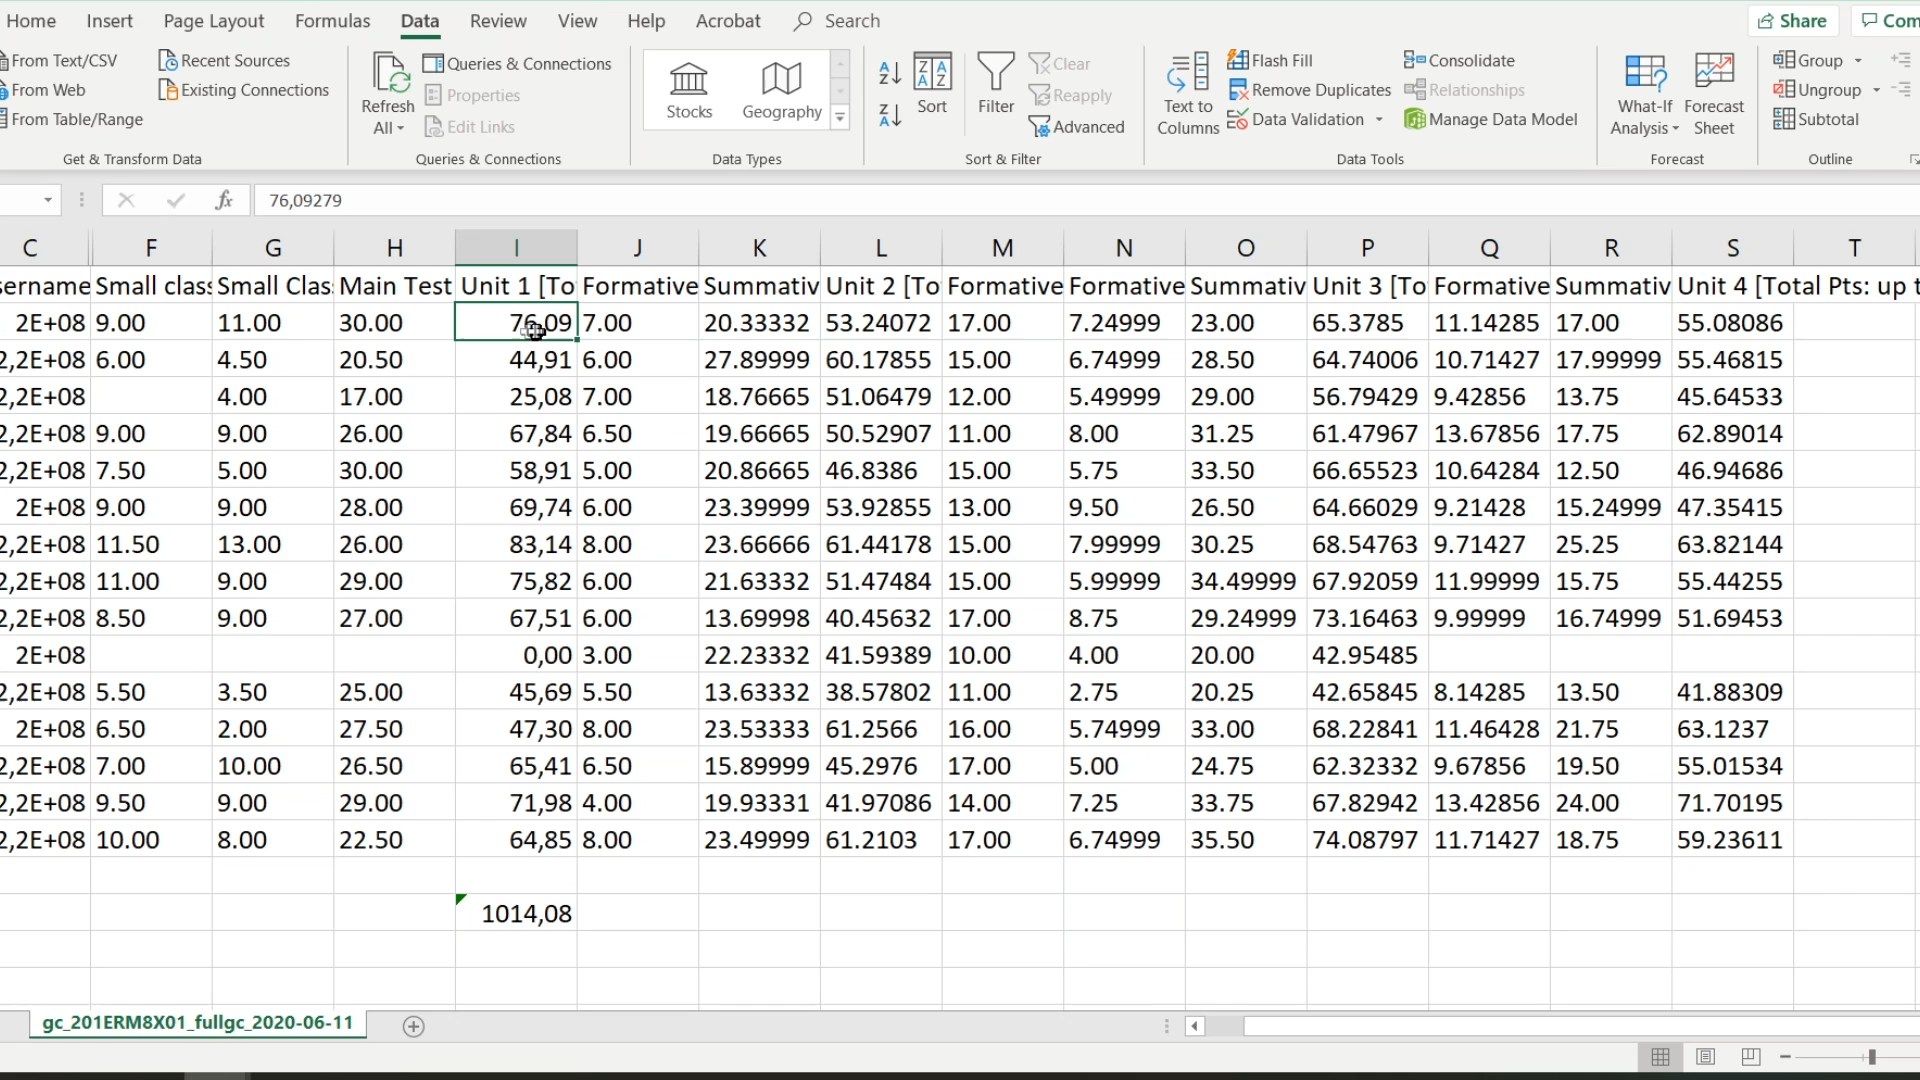 Home Insert Page Layout Formulas Data Review View Help Acrobat Search Share Com
From Text/CSV Recent Sources
From Web Existing Connections
From Table/Range
Get & Transform Data
Refresh All Queries & Connections
Properties
Edit Links
Queries & Connections
Stocks Geography
Data Types
Sort Filter Clear
Reapply
Advanced
Sort & Filter
Text to Columns Flash Fill Consolidate
Remove Duplicates Relationships
Data Validation Manage Data Model
Data Tools
What-If Analysis Forecast Sheet
Forecast
Group
Ungroup
Subtotal
Outline
fx 76,09279
C F G H I J K L M N O P Q R S T
sername Small class Small Clas Main Test Unit 1 [To Formative Summativ Unit 2 [To Formative Formative Summativ Unit 3 [To Formative Summativ Unit 4 [Total Pts: up t
2E+08 9.00 11.00 30.00 76,09 7.00 20.33332 53.24072 17.00 7.24999 23.00 65.3785 11.14285 17.00 55.08086
2,2E+08 6.00 4.50 20.50 44,91 6.00 27.89999 60.17855 15.00 6.74999 28.50 64.74006 10.71427 17.99999 55.46815
2,2E+08 4.00 17.00 25,08 7.00 18.76665 51.06479 12.00 5.49999 29.00 56.79429 9.42856 13.75 45.64533
2,2E+08 9.00 9.00 26.00 67,84 6.50 19.66665 50.52907 11.00 8.00 31.25 61.47967 13.67856 17.75 62.89014
2,2E+08 7.50 5.00 30.00 58,91 5.00 20.86665 46.8386 15.00 5.75 33.50 66.65523 10.64284 12.50 46.94686
2E+08 9.00 9.00 28.00 69,74 6.00 23.39999 53.92855 13.00 9.50 26.50 64.66029 9.21428 15.24999 47.35415
2,2E+08 11.50 13.00 26.00 83,14 8.00 23.66666 61.44178 15.00 7.99999 30.25 68.54763 9.71427 25.25 63.82144
2,2E+08 11.00 9.00 29.00 75,82 6.00 21.63332 51.47484 15.00 5.99999 34.49999 67.92059 11.99999 15.75 55.44255
2,2E+08 8.50 9.00 27.00 67,51 6.00 13.69998 40.45632 17.00 8.75 29.24999 73.16463 9.99999 16.74999 51.69453
2E+08 0,00 3.00 22.23332 41.59389 10.00 4.00 20.00 42.95485
2,2E+08 5.50 3.50 25.00 45,69 5.50 13.63332 38.57802 11.00 2.75 20.25 42.65845 8.14285 13.50 41.88309
2E+08 6.50 2.00 27.50 47,30 8.00 23.53333 61.2566 16.00 5.74999 33.00 68.22841 11.46428 21.75 63.1237
2,2E+08 7.00 10.00 26.50 65,41 6.50 15.89999 45.2976 17.00 5.00 24.75 62.32332 9.67856 19.50 55.01534
2,2E+08 9.50 9.00 29.00 71,98 4.00 19.93331 41.97086 14.00 7.25 33.75 67.82942 13.42856 24.00 71.70195
2,2E+08 10.00 8.00 22.50 64,85 8.00 23.49999 61.2103 17.00 6.74999 35.50 74.08797 11.71427 18.75 59.23611
1014,08
gc_201ERM8X01_fullgc_2020-06-11